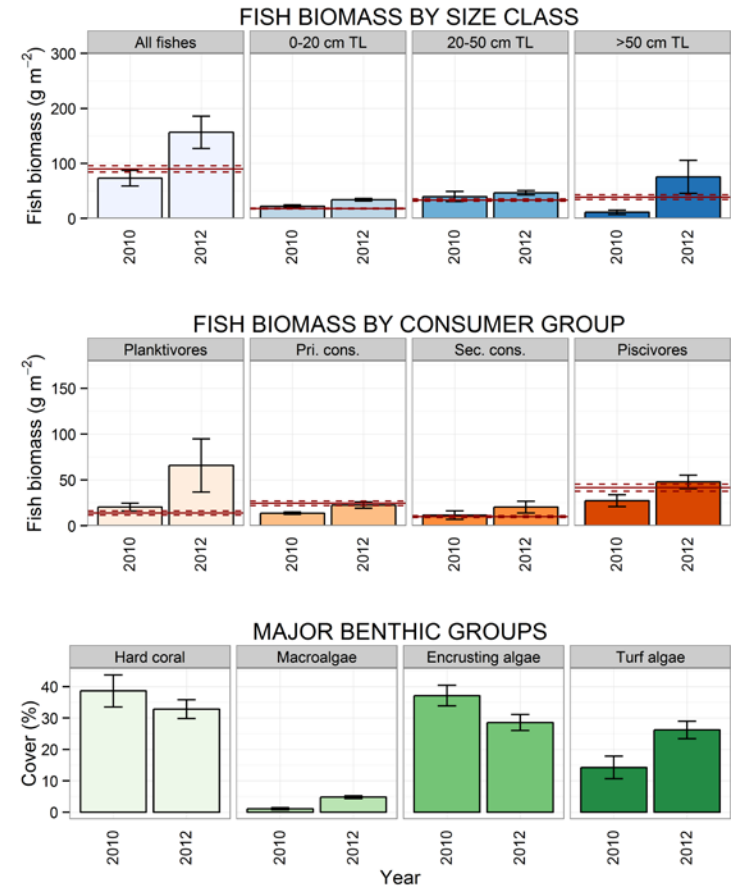 FISH BIOMASS BY SIZE CLASS
All fishes 0-20 cm TL 20-50 cm TL >50 cm TL
Fish biomass (g m⁻²)
300
200
100
0
2010 2012 2010 2012 2010 2012 2010 2012
FISH BIOMASS BY CONSUMER GROUP
Planktivores Pri. cons. Sec. cons. Piscivores
Fish biomass (g m⁻²)
150
100
50
0
2010 2012 2010 2012 2010 2012 2010 2012
MAJOR BENTHIC GROUPS
Hard coral Macroalgae Encrusting algae Turf algae
Cover (%)
40
30
20
10
0
2010 2012 2010 2012 2010 2012 2010 2012
Year